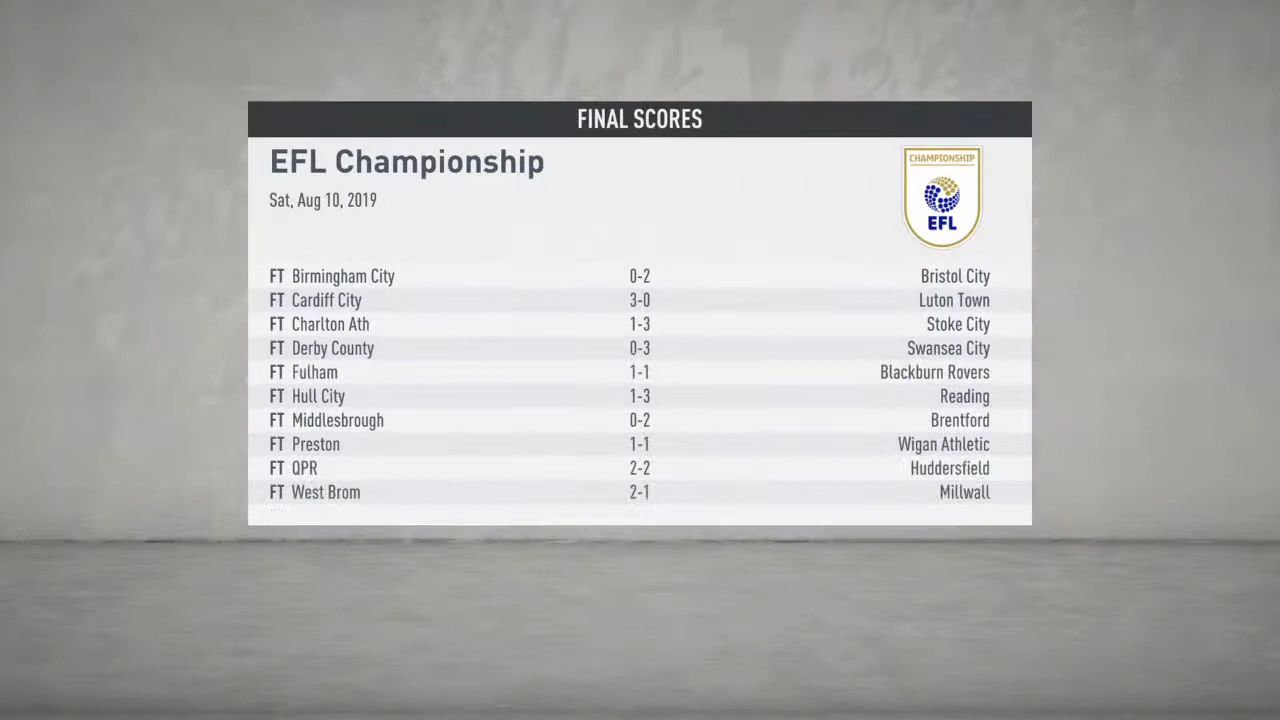 FINAL SCORES
EFL Championship
Sat, Aug 10, 2019
CHAMPIONSHIP
EFL
FT Birmingham City 0-2 Bristol City
FT Cardiff City 3-0 Luton Town
FT Charlton Ath 1-3 Stoke City
FT Derby County 0-3 Swansea City
FT Fulham 1-1 Blackburn Rovers
FT Hull City 1-3 Reading
FT Middlesbrough 0-2 Brentford
FT Preston 1-1 Wigan Athletic
FT QPR 2-2 Huddersfield
FT West Brom 2-1 Millwall